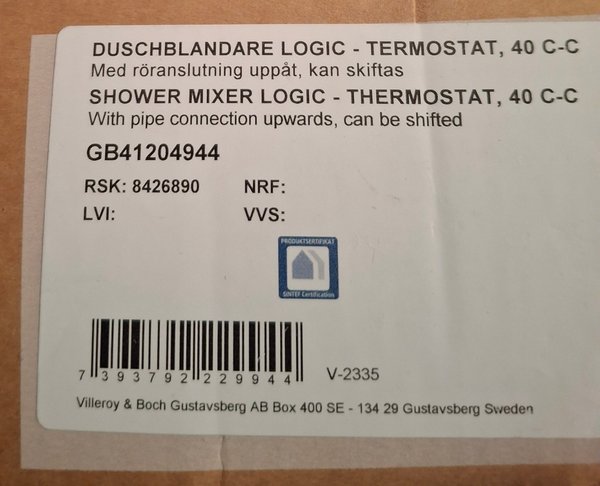 DUSCHBLANDARE LOGIC - TERMOSTAT, 40 C-C
Med röranslutning uppåt, kan skiftas
SHOWER MIXER LOGIC - THERMOSTAT, 40 C-C
With pipe connection upwards, can be shifted
GB41204944
RSK: 8426890 NRF:
LVI: VVS:
PRODUKTSERTIFIKAT
SINTEF Certification
7 393792 229944 V-2335
Villeroy & Boch Gustavsberg AB Box 400 SE - 134 29 Gustavsberg Sweden